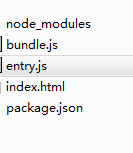 node_modules
bundle.js
entry.js
index.html
package.json